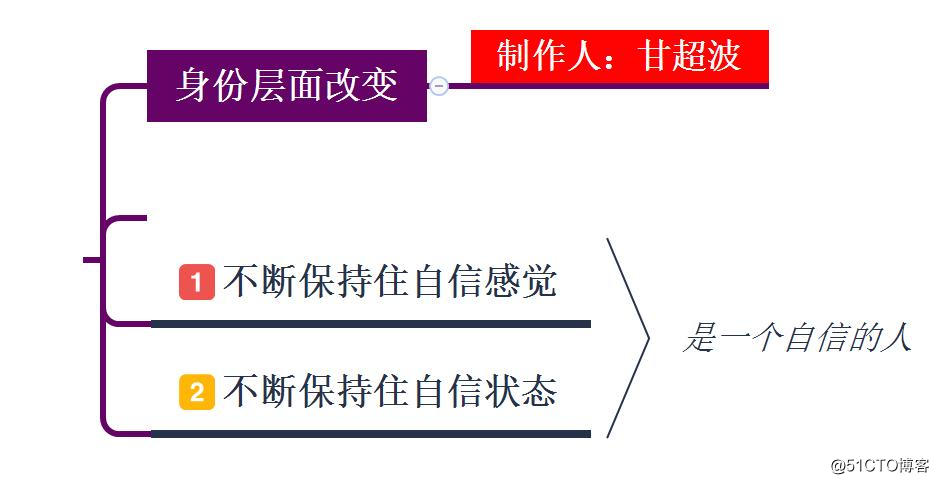 身份层面改变
制作人：甘超波
1 不断保持住自信感觉
2 不断保持住自信状态
是一个自信的人
@51CTO博客